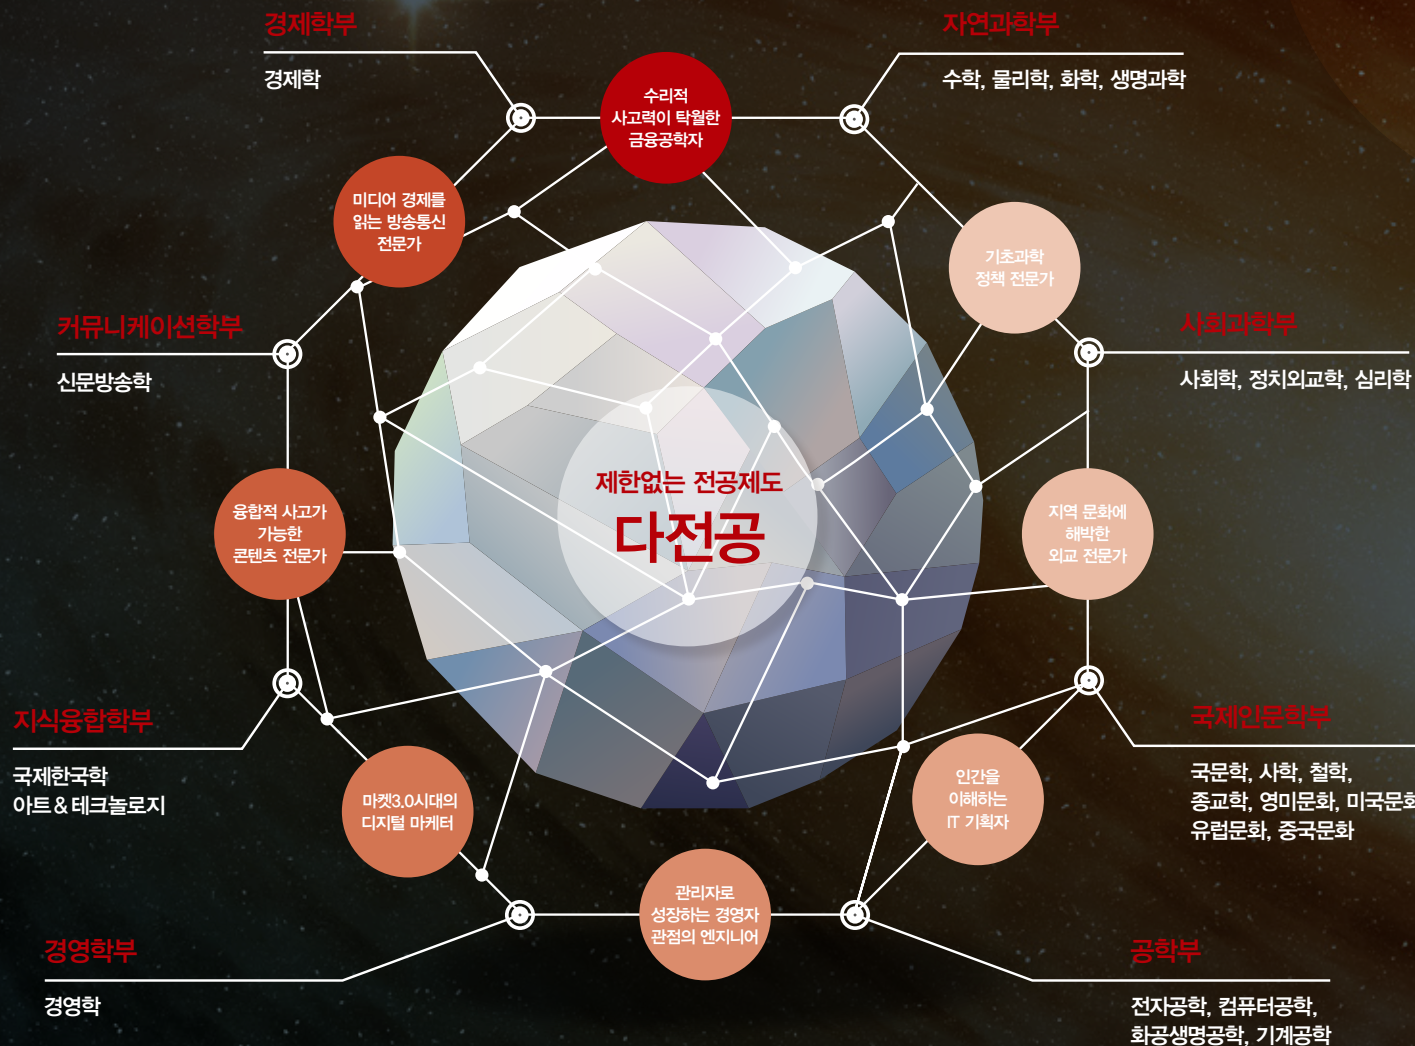 경제학부
경제학
자연과학부
수학, 물리학, 화학, 생명과학
수리적
사고력이 탁월한
금융공학자
미디어 경제를
읽는 방송통신
전문가
기초과학
정책 전문가
커뮤니케이션학부
신문방송학
사회과학부
사회학, 정치외교학, 심리학
제한없는 전공제도
다전공
융합적 사고가
가능한
콘텐츠 전문가
지역 문화에
해박한
외교 전문가
지식융합학부
국제한국학
아트&테크놀로지
국제인문학부
국문학, 사학, 철학,
종교학, 영미문화, 미국문화
유럽문화, 중국문화
마켓3.0시대의
디지털 마케터
인간을
이해하는
IT 기획자
관리자로
성장하는 경영자
관점의 엔지니어
경영학부
경영학
공학부
전자공학, 컴퓨터공학,
화공생명공학, 기계공학